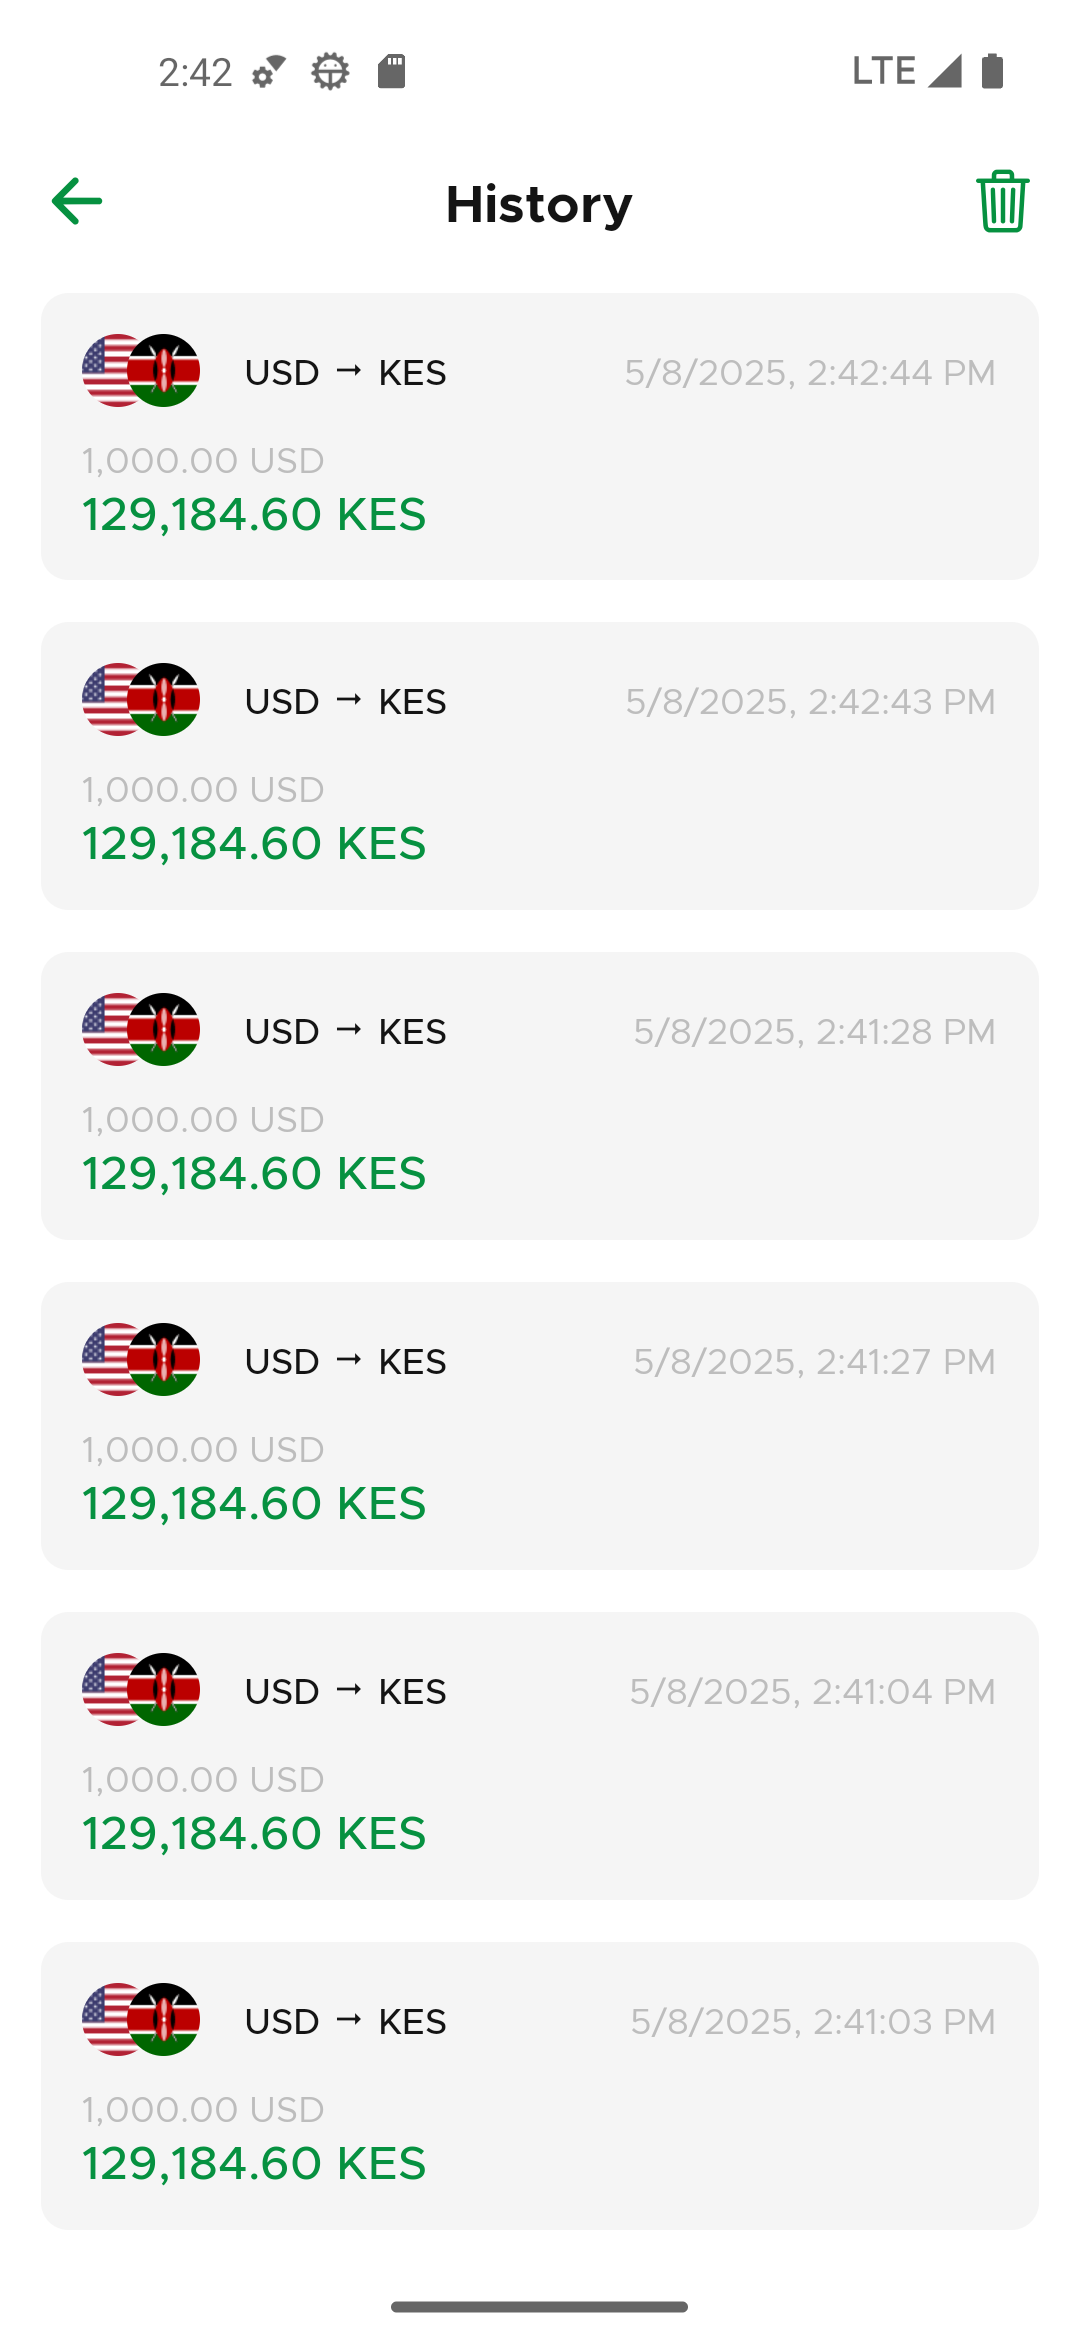 2:42 LTE
History
USD → KES 5/8/2025, 2:42:44 PM
1,000.00 USD
129,184.60 KES
USD → KES 5/8/2025, 2:42:43 PM
1,000.00 USD
129,184.60 KES
USD → KES 5/8/2025, 2:41:28 PM
1,000.00 USD
129,184.60 KES
USD → KES 5/8/2025, 2:41:27 PM
1,000.00 USD
129,184.60 KES
USD → KES 5/8/2025, 2:41:04 PM
1,000.00 USD
129,184.60 KES
USD → KES 5/8/2025, 2:41:03 PM
1,000.00 USD
129,184.60 KES